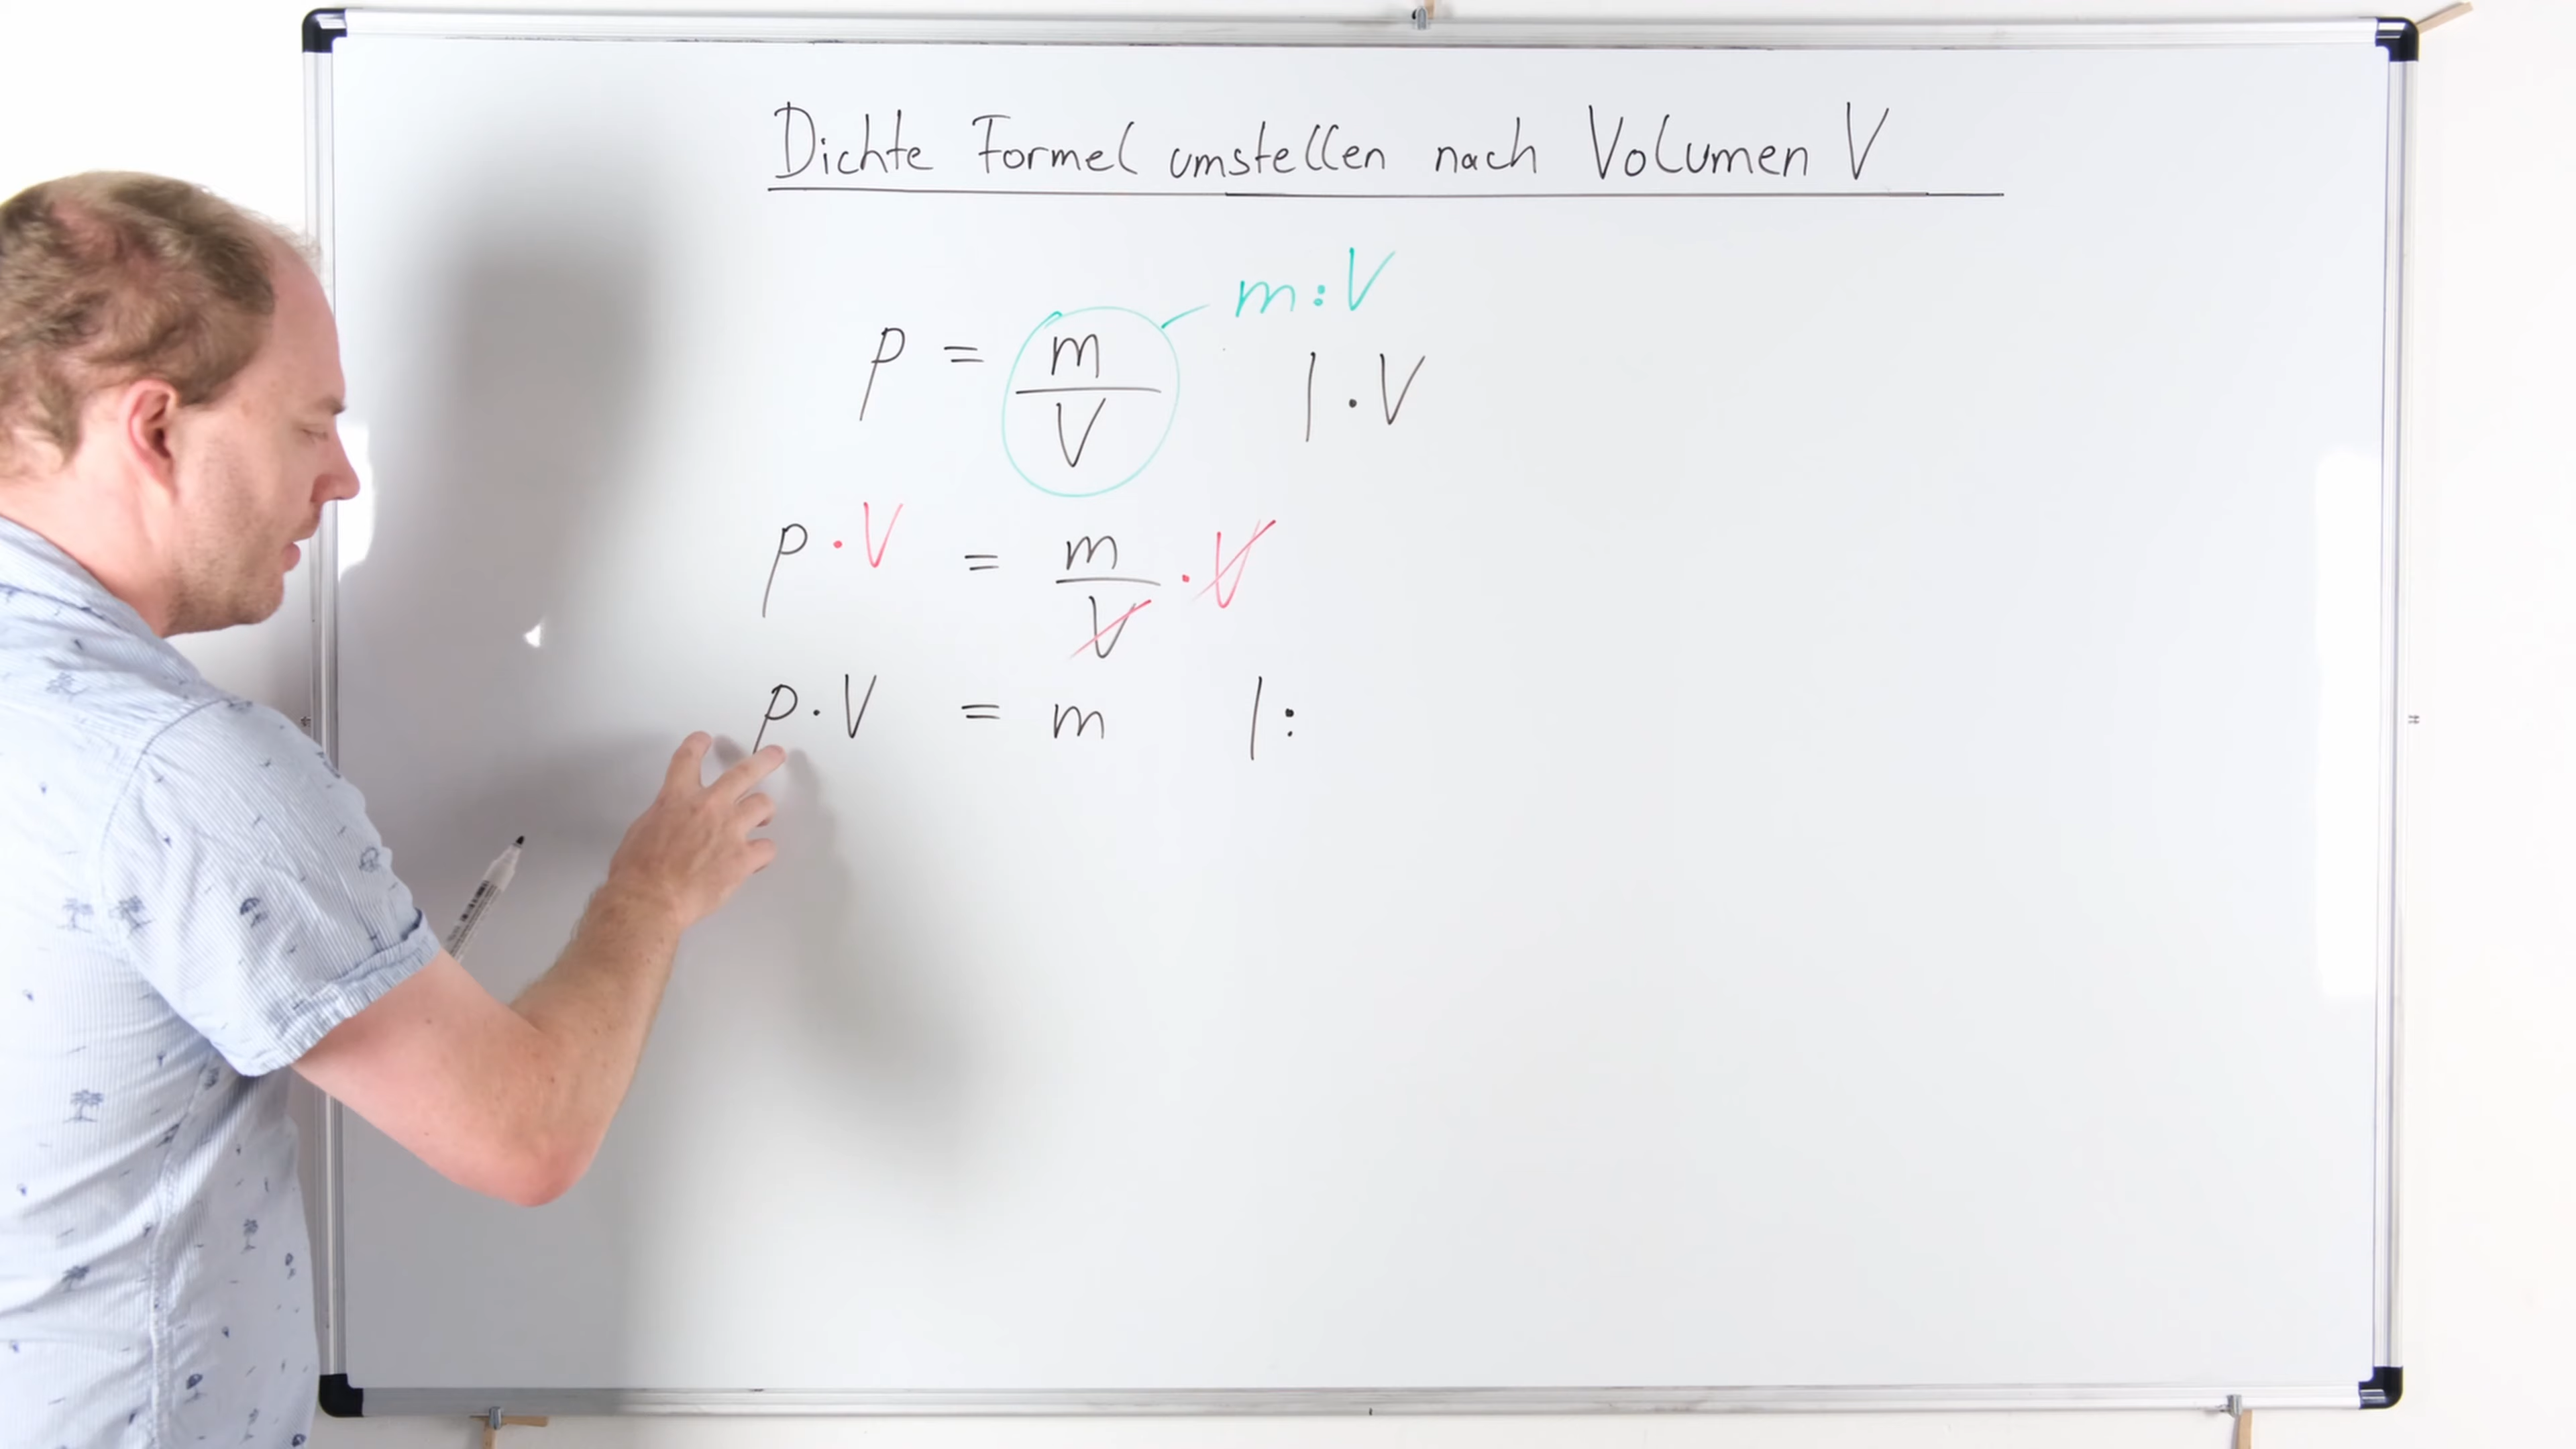 Dichte Formel umstellen nach Volumen V
m:V
ρ = m/V |·V
ρ·V = m/V ·V
ρ·V = m |: